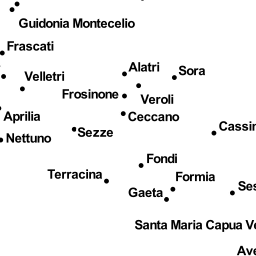 Guidonia Montecelio
Frascati
Alatri
Sora
Velletri
Frosinone
Veroli
Aprilia
Ceccano
Cassin
Nettuno
Sezze
Fondi
Terracina
Formia
Gaeta
Ses
Santa Maria Capua Ve
Ave